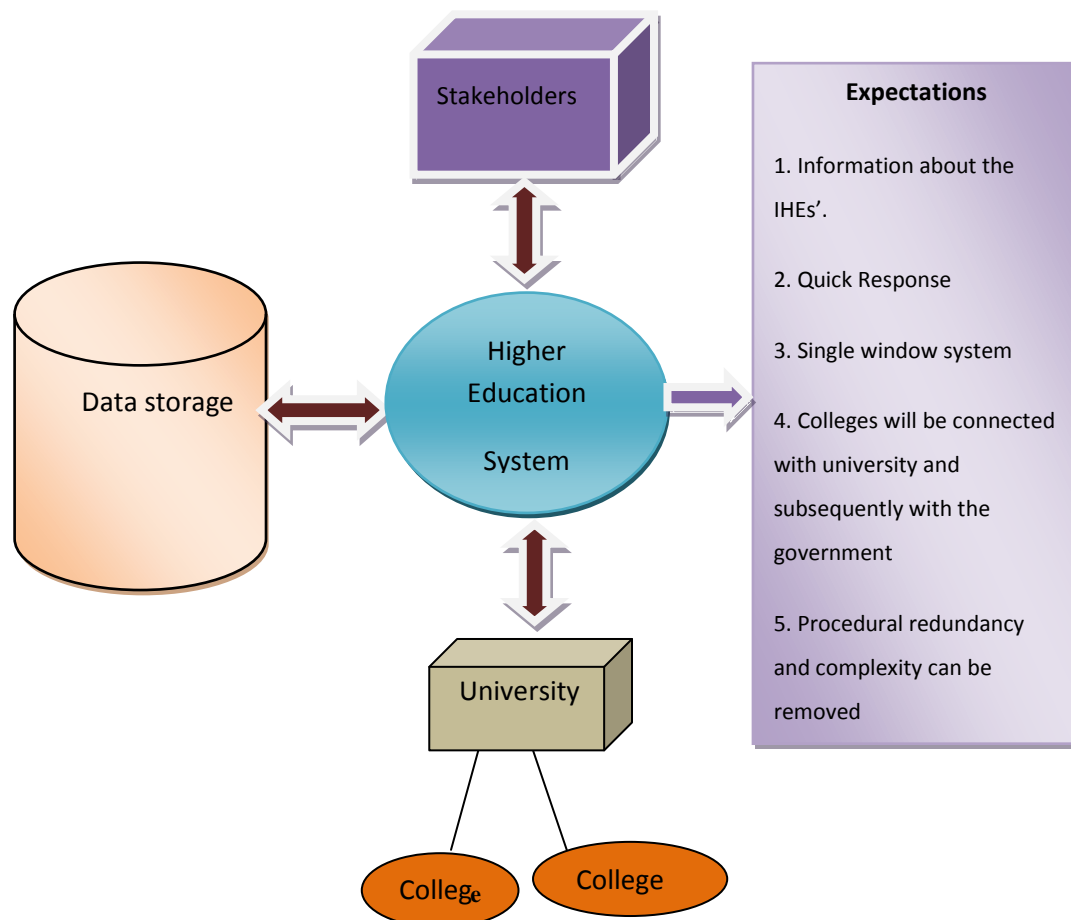 Stakeholders
Expectations
1. Information about the
IHEs’.
2. Quick Response
3. Single window system
4. Colleges will be connected
with university and
subsequently with the
government
5. Procedural redundancy
and complexity can be
removed
Data storage
Higher
Education
System
University
College
College